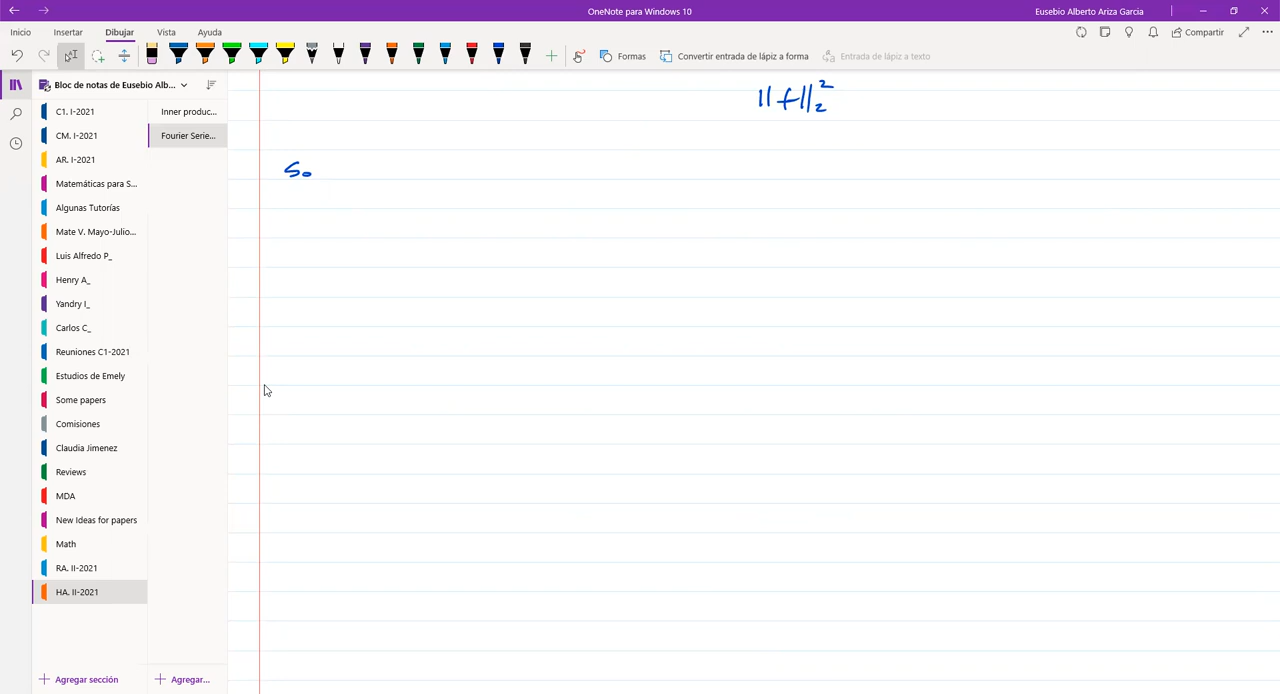 OneNote para Windows 10
Eusebio Alberto Ariza Garcia
Inicio Insertar Dibujar Vista Ayuda
Compartir
Formas Convertir entrada de lápiz a forma Entrada de lápiz a texto
Bloc de notas de Eusebio Alb...
C1. I-2021
CM. I-2021
AR. I-2021
Matemáticas para S...
Algunas Tutorías
Mate V. Mayo-Julio...
Luis Alfredo P_
Henry A_
Yandry I_
Carlos C_
Reuniones C1-2021
Estudios de Emely
Some papers
Comisiones
Claudia Jimenez
Reviews
MDA
New Ideas for papers
Math
RA. II-2021
HA. II-2021
Agregar sección
Inner produc...
Fourier Serie...
Agregar...
||f||₂²
So